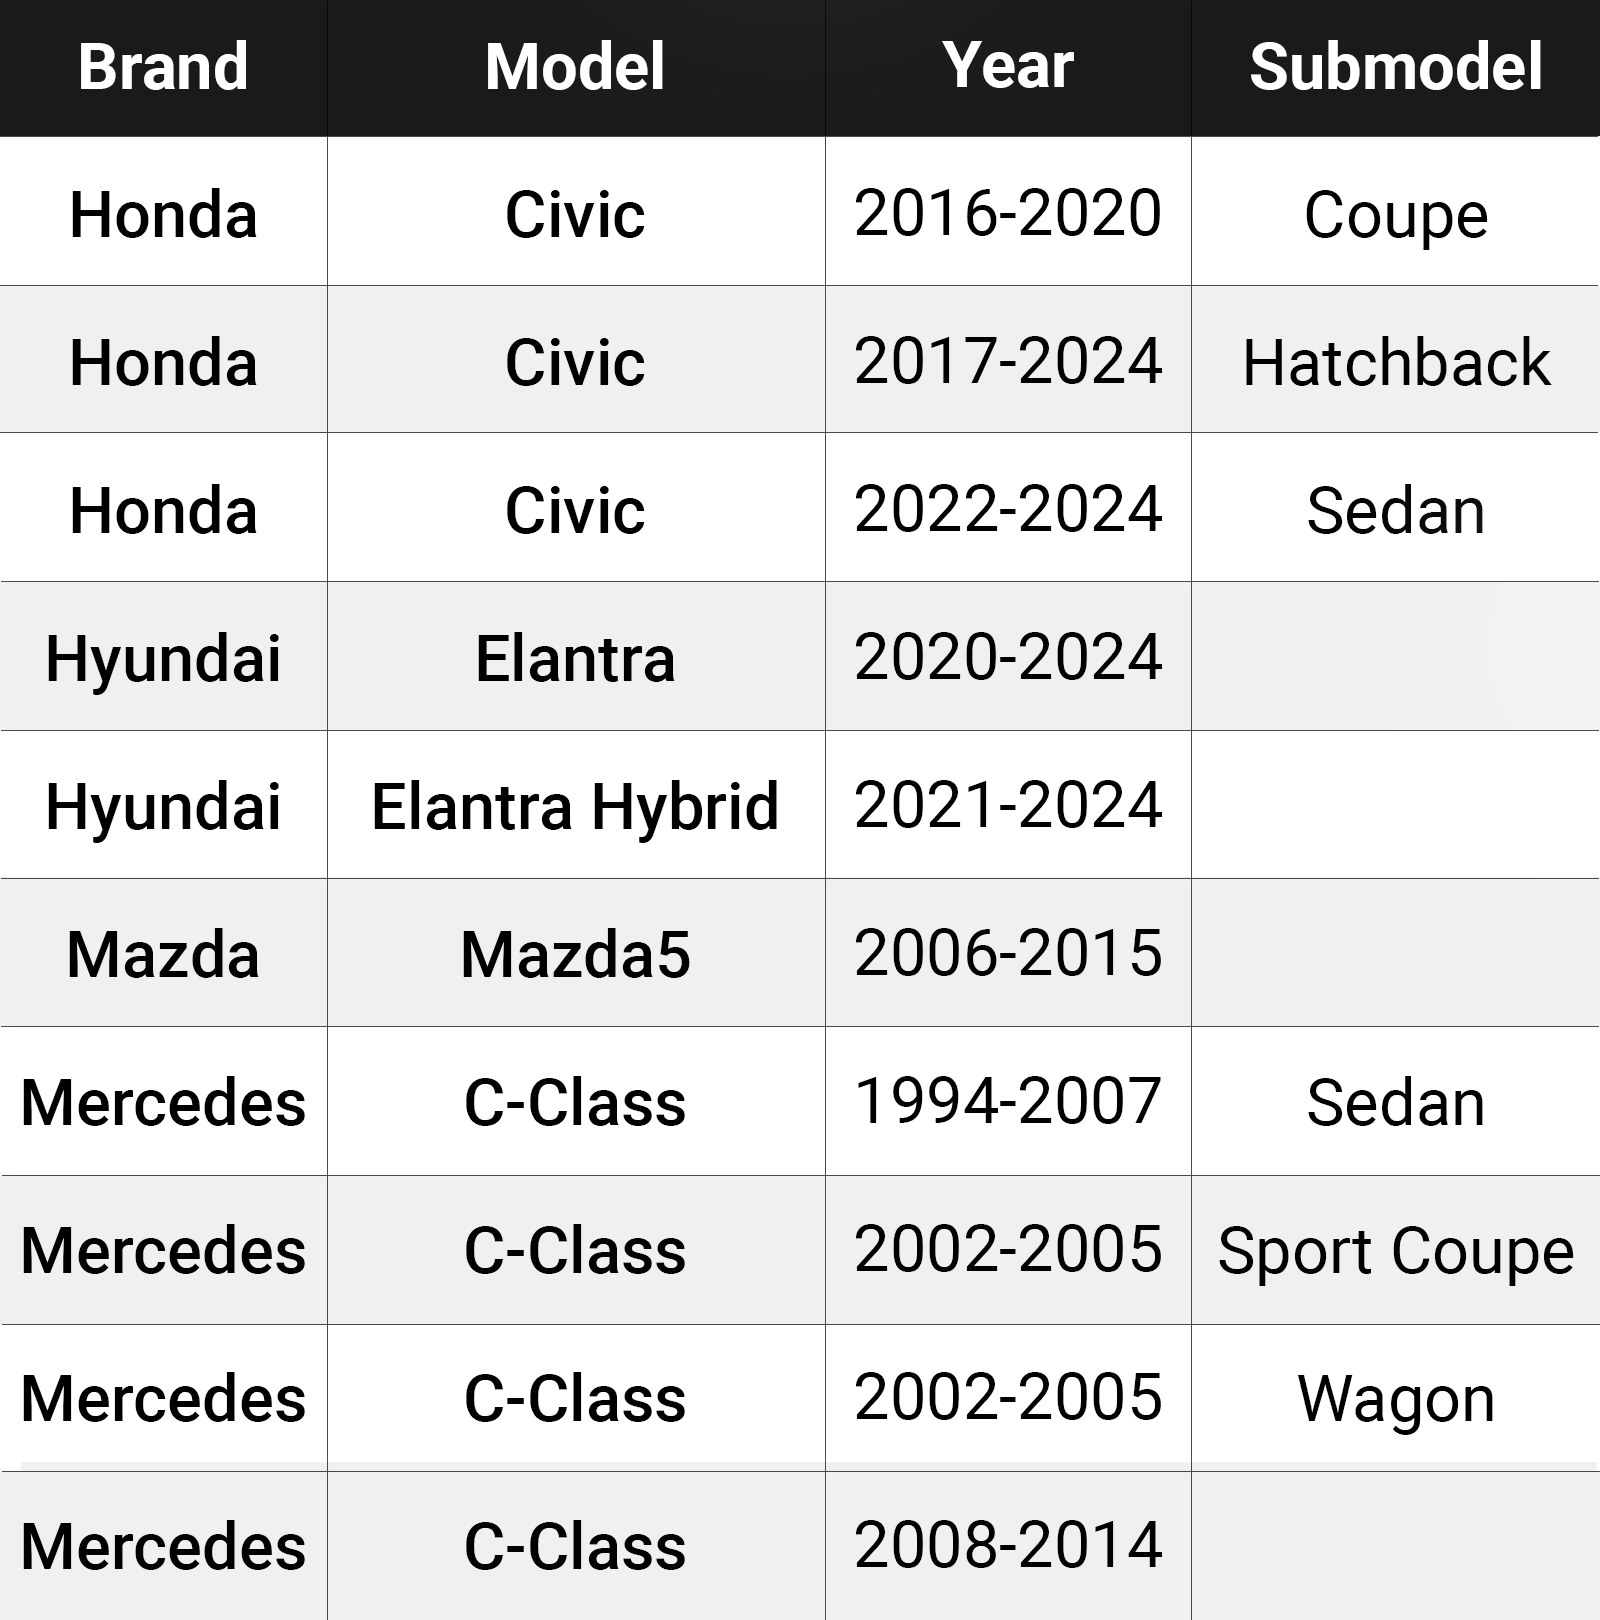 Brand Model Year Submodel
Honda Civic 2016-2020 Coupe
Honda Civic 2017-2024 Hatchback
Honda Civic 2022-2024 Sedan
Hyundai Elantra 2020-2024
Hyundai Elantra Hybrid 2021-2024
Mazda Mazda5 2006-2015
Mercedes C-Class 1994-2007 Sedan
Mercedes C-Class 2002-2005 Sport Coupe
Mercedes C-Class 2002-2005 Wagon
Mercedes C-Class 2008-2014